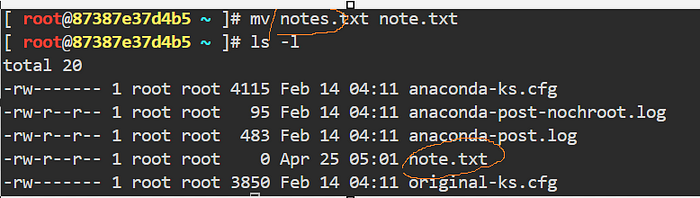 [ root@87387e37d4b5 ~ ]# mv notes.txt note.txt
[ root@87387e37d4b5 ~ ]# ls -l
total 20
-rw------- 1 root root 4115 Feb 14 04:11 anaconda-ks.cfg
-rw-r--r-- 1 root root   95 Feb 14 04:11 anaconda-post-nochroot.log
-rw-r--r-- 1 root root  483 Feb 14 04:11 anaconda-post.log
-rw-r--r-- 1 root root    0 Apr 25 05:01 note.txt
-rw------- 1 root root 3850 Feb 14 04:11 original-ks.cfg